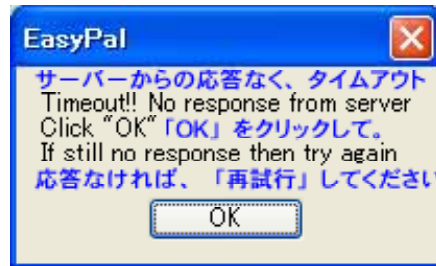 EasyPal
サーバーからの応答なく、タイムアウト
Timeout!! No response from server
Click "OK"「OK」をクリックして。
If still no response then try again
応答なければ、「再試行」してください
OK